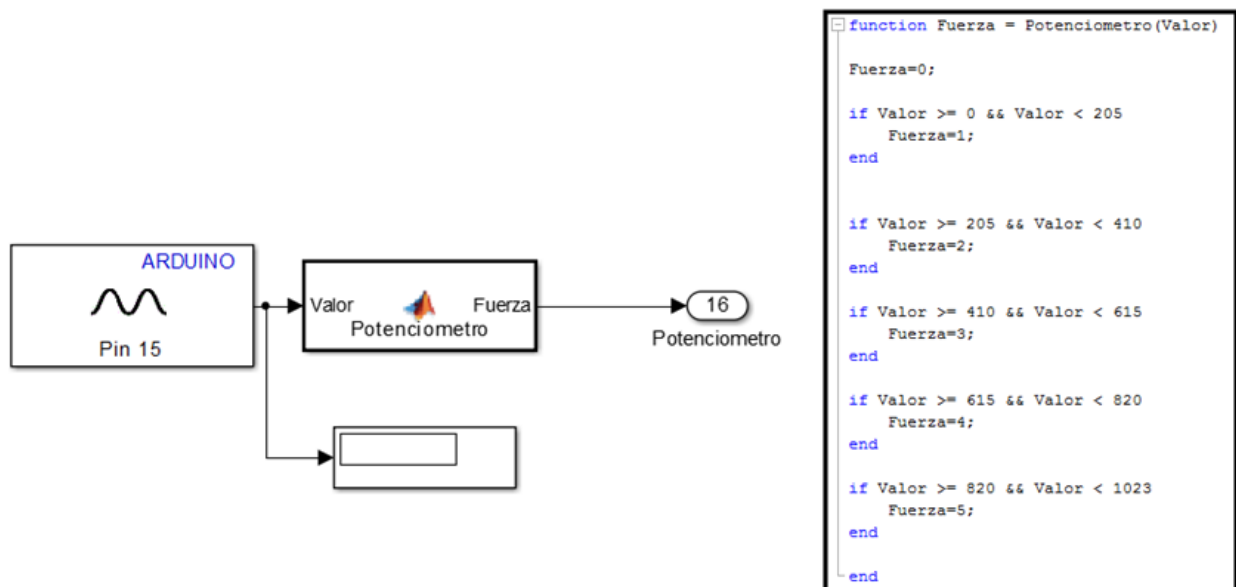 ARDUINO
Pin 15
Valor
Fuerza
Potenciometro
16
Potenciometro
function Fuerza = Potenciometro(Valor)
Fuerza=0;
if Valor >= 0 && Valor < 205
Fuerza=1;
end
if Valor >= 205 && Valor < 410
Fuerza=2;
end
if Valor >= 410 && Valor < 615
Fuerza=3;
end
if Valor >= 615 && Valor < 820
Fuerza=4;
end
if Valor >= 820 && Valor < 1023
Fuerza=5;
end
end